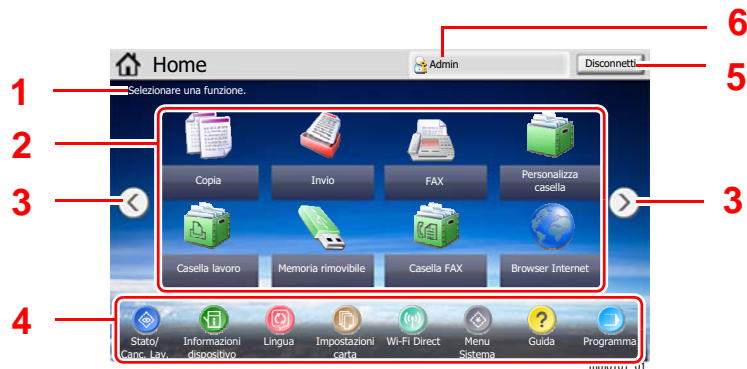 6
Home
Admin
Disconnetti
5
1
Selezionare una funzione.
2
Copia
Invio
FAX
Personalizza
casella
3
3
Casella lavoro
Memoria rimovibile
Casella FAX
Browser Internet
4
Stato/
Canc. Lav.
Informazioni
dispositivo
Lingua
Impostazioni
carta
Wi-Fi Direct
Menu
Sistema
Guida
Programma